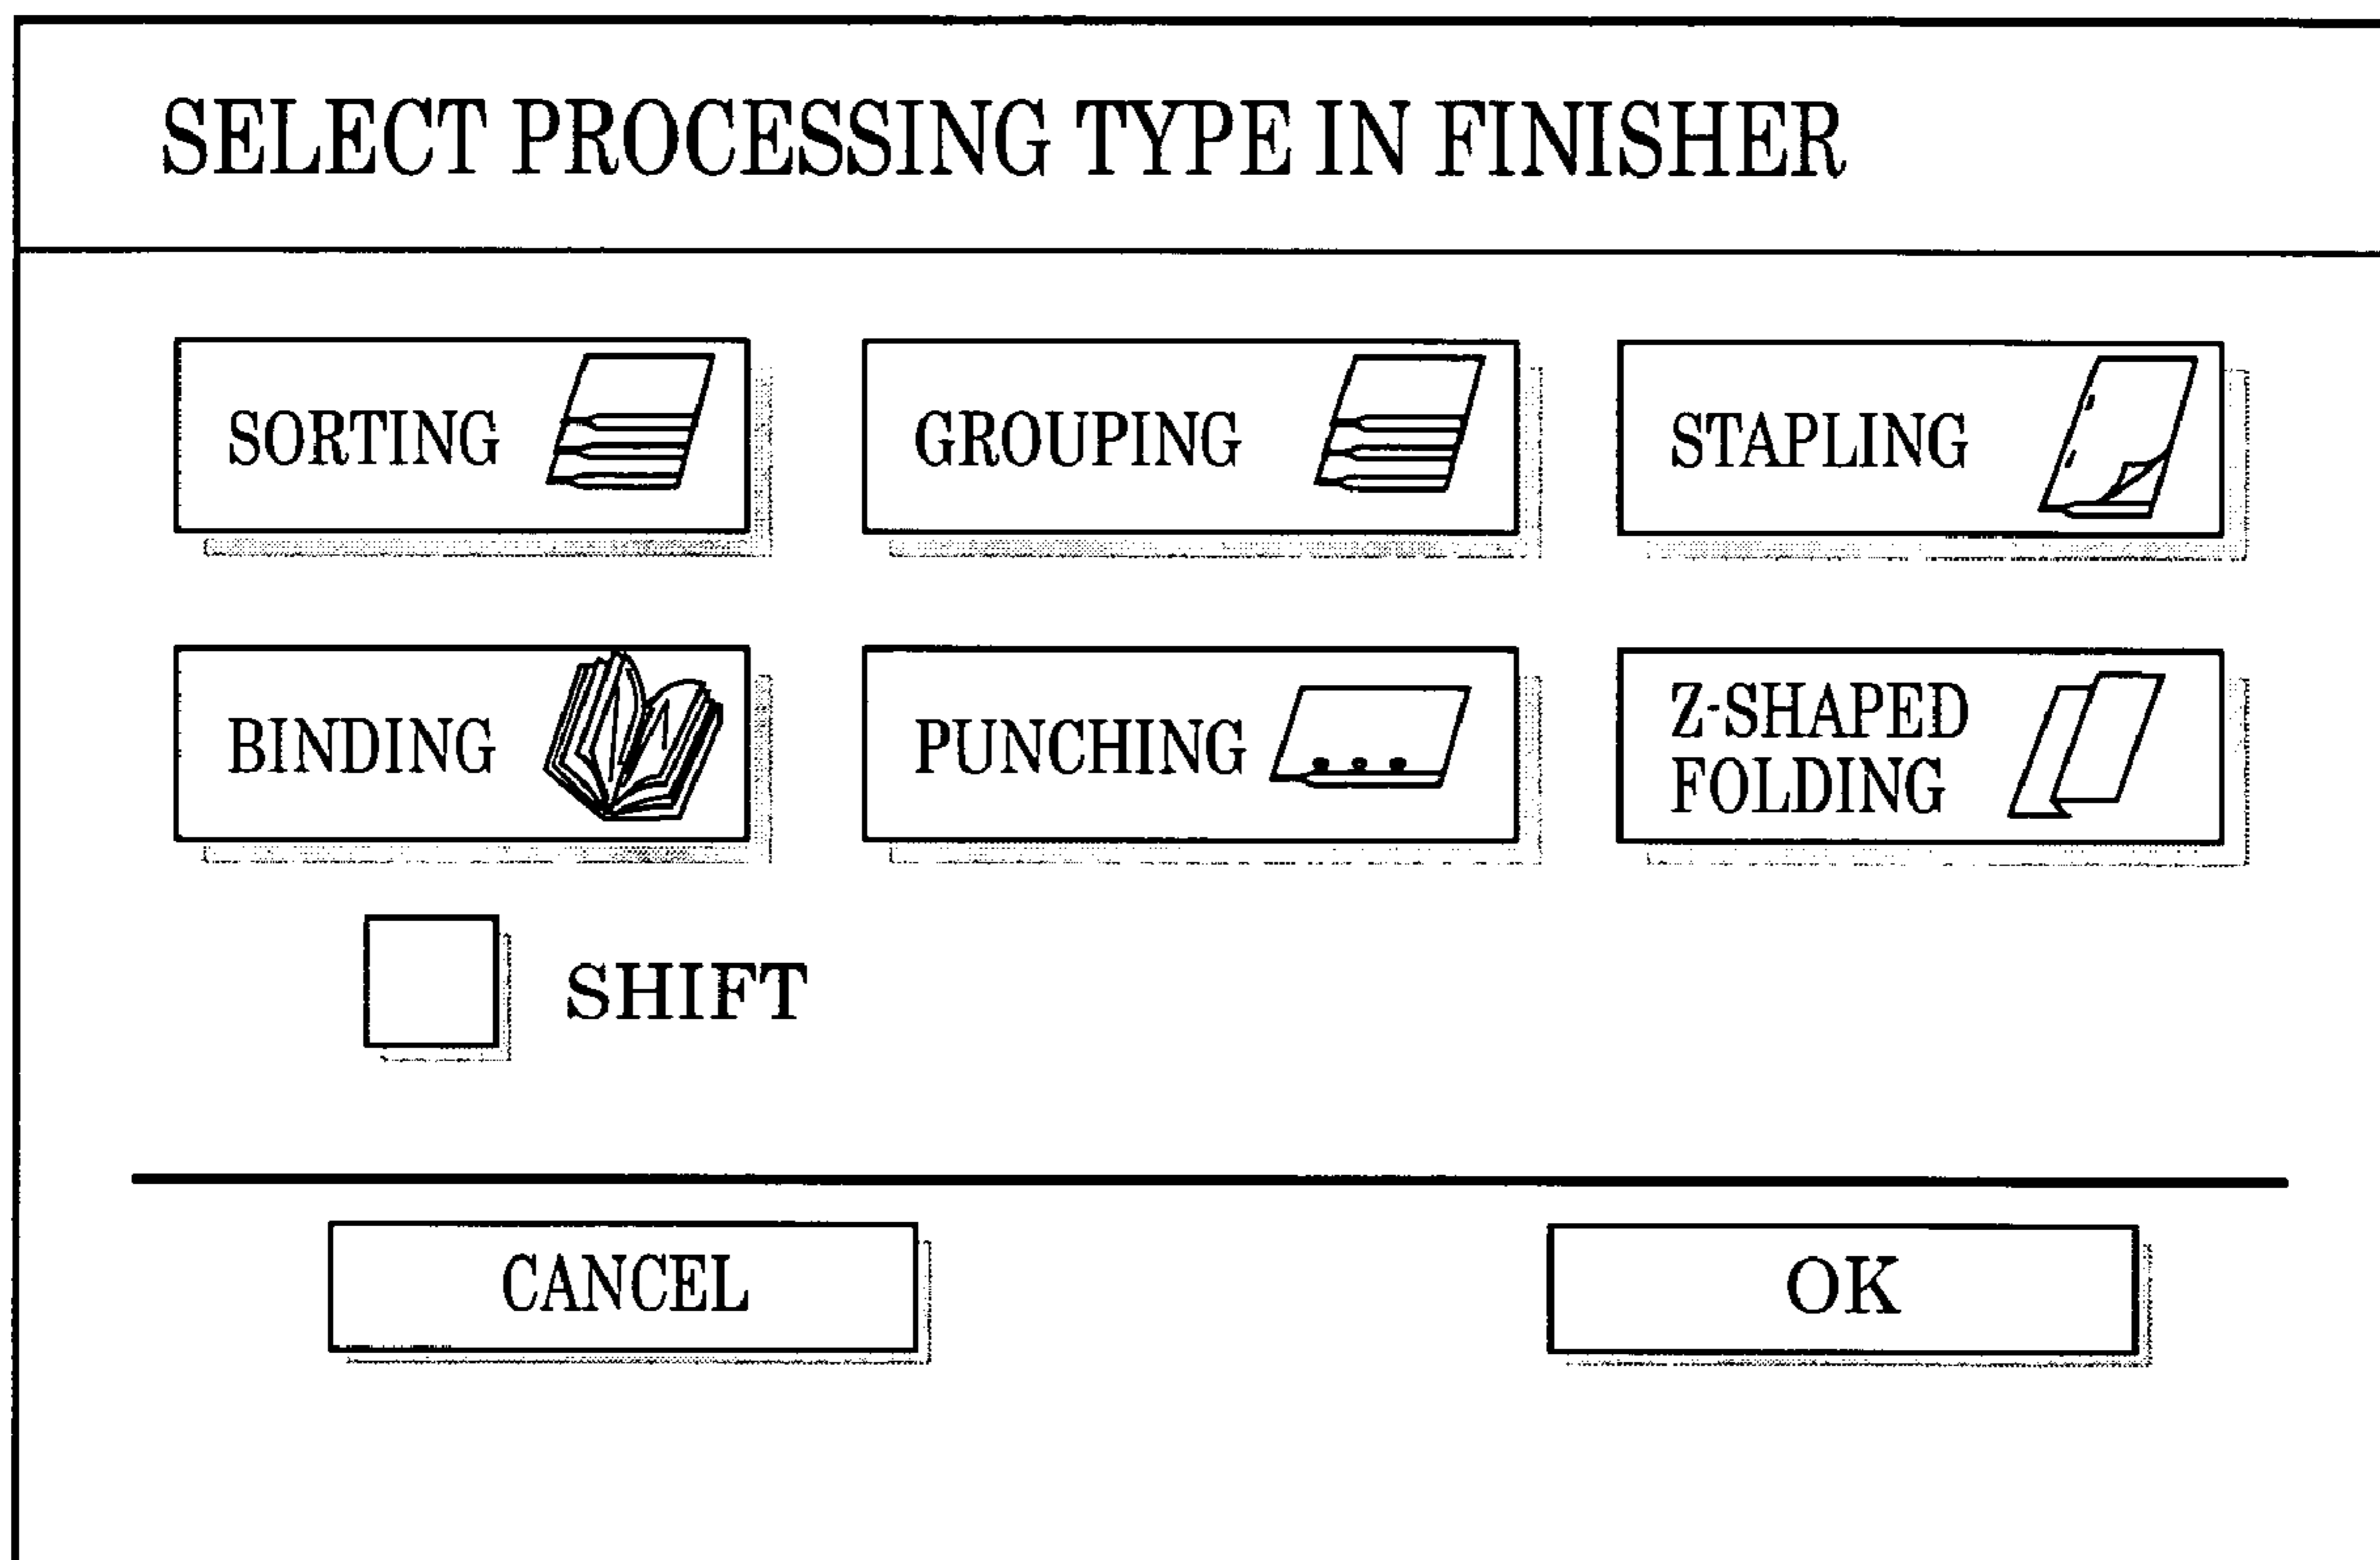 SELECT PROCESSING TYPE IN FINISHER
SORTING
GROUPING
STAPLING
BINDING
PUNCHING
Z-SHAPED
FOLDING
SHIFT
CANCEL
OK